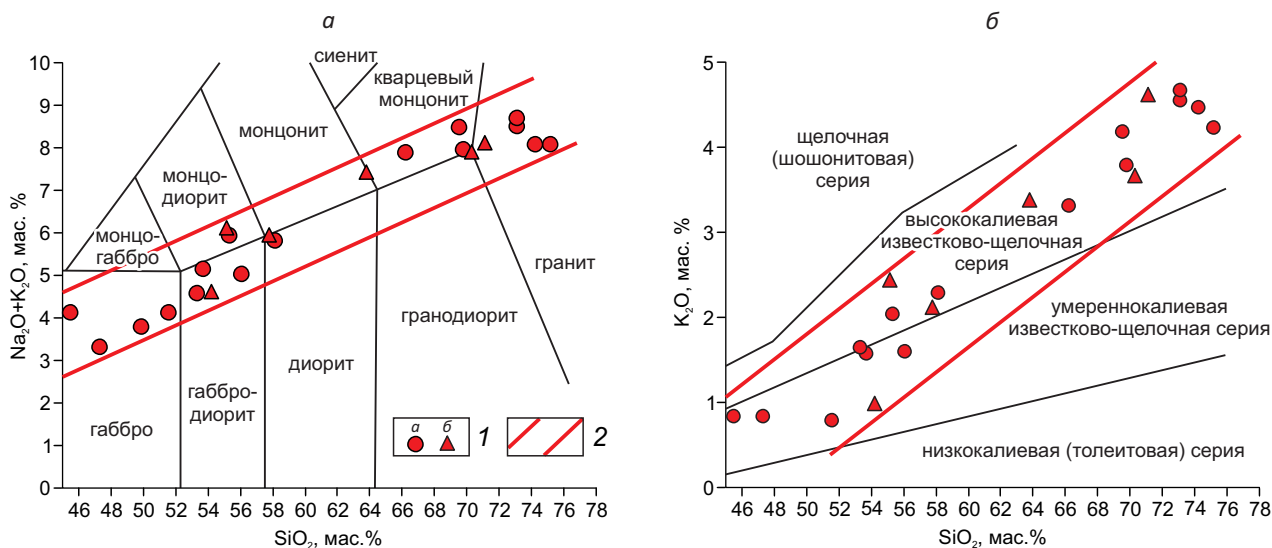 а
Na₂O+K₂O, мас. %
10
9
8
7
6
5
4
3
2
1
0
сиенит
кварцевый
монцонит
монцонит
монцо-
диорит
монцо-
габбро
гранит
гранодиорит
диорит
габбро-
диорит
габбро
а б
1
2
46 48 50 52 54 56 58 60 62 64 66 68 70 72 74 76 78
SiO₂, мас.%
б
K₂O, мас. %
5
4
3
2
1
0
щелочная
(шошонитовая)
серия
высококалиевая
известково-щелочная
серия
умереннокалиевая
известково-щелочная серия
низкокалиевая (толеитовая) серия
46 48 50 52 54 56 58 60 62 64 66 68 70 72 74 76 78
SiO₂, мас.%